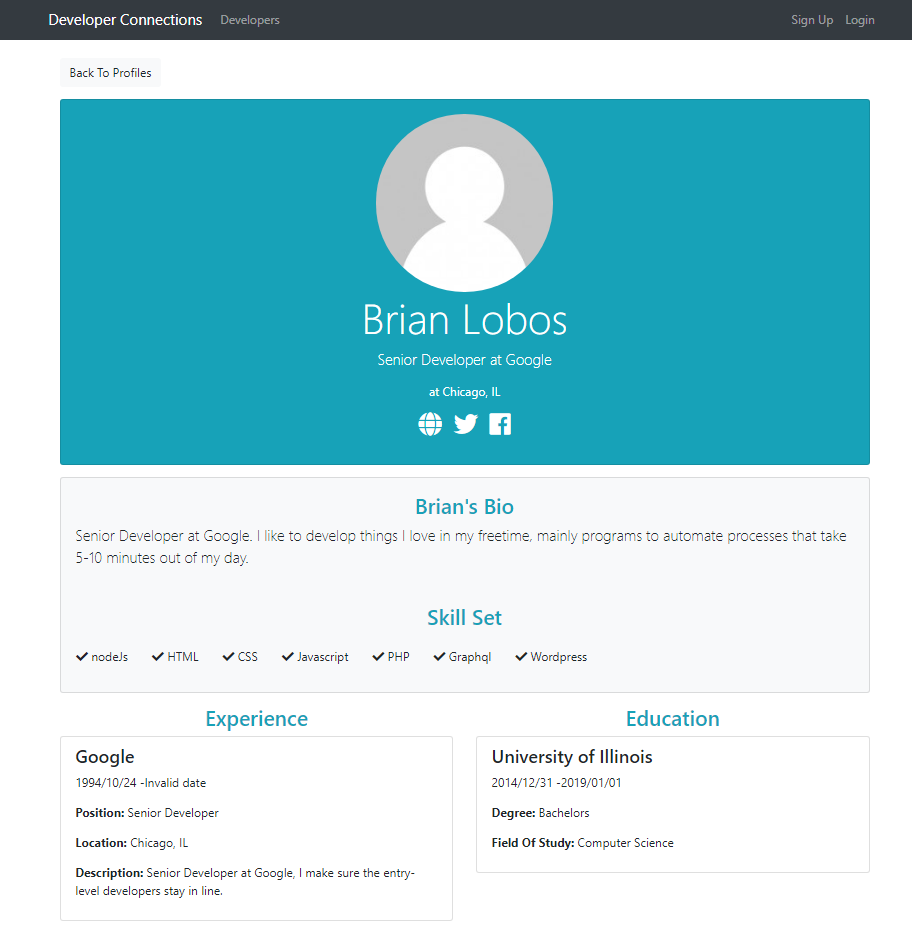 Developer Connections Developers Sign Up Login
Back To Profiles
Brian Lobos
Senior Developer at Google
at Chicago, IL
Brian's Bio
Senior Developer at Google. I like to develop things I love in my freetime, mainly programs to automate processes that take
5-10 minutes out of my day.
Skill Set
nodeJs HTML CSS Javascript PHP Graphql Wordpress
Experience
Google
1994/10/24 -Invalid date
Position: Senior Developer
Location: Chicago, IL
Description: Senior Developer at Google, I make sure the entry-
level developers stay in line.
Education
University of Illinois
2014/12/31 -2019/01/01
Degree: Bachelors
Field Of Study: Computer Science